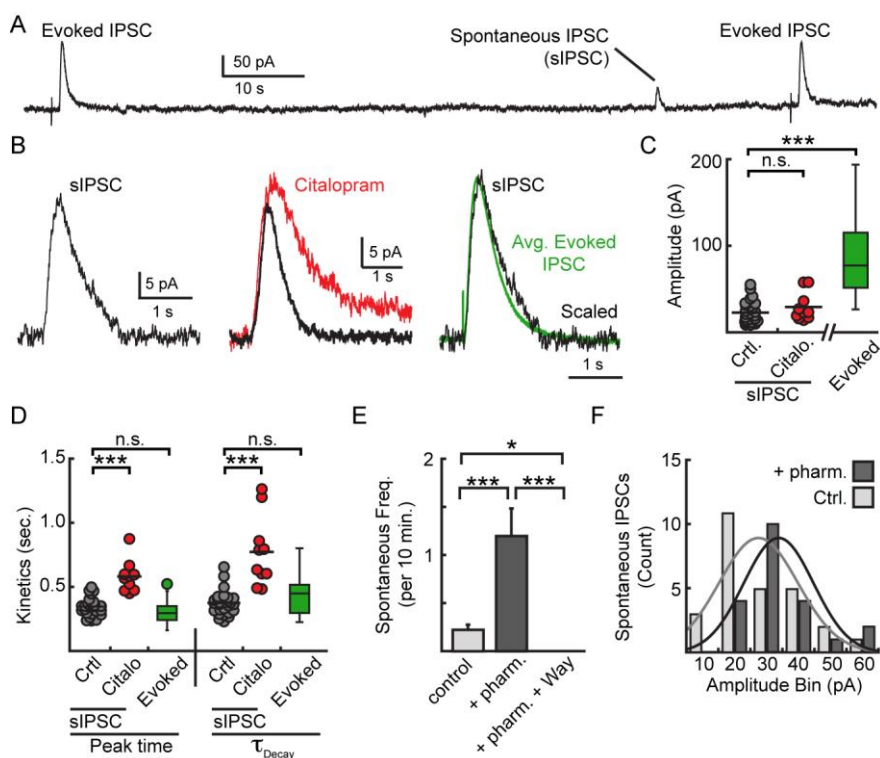 A
Evoked IPSC
50 pA
10 s
Spontaneous IPSC
(sIPSC)
Evoked IPSC
B
sIPSC
5 pA
1 s
Citalopram
5 pA
1 s
sIPSC
Avg. Evoked
IPSC
Scaled
1 s
C
***
n.s.
200
100
Amplitude (pA)
Crtl.
Citalo.
Evoked
sIPSC
D
n.s.
***
n.s.
***
1.5
1.0
0.5
Kinetics (sec.)
Crtl
Citalo
Evoked
Crtl
Citalo
Evoked
sIPSC
sIPSC
Peak time
τDecay
E
*
*** ***
2
1
0
Spontaneous Freq.
(per 10 min.)
control
+ pharm.
+ pharm. + Way
F
+ pharm.
Ctrl.
15
10
5
Spontaneous IPSCs
(Count)
10 20 30 40 50 60
Amplitude Bin (pA)